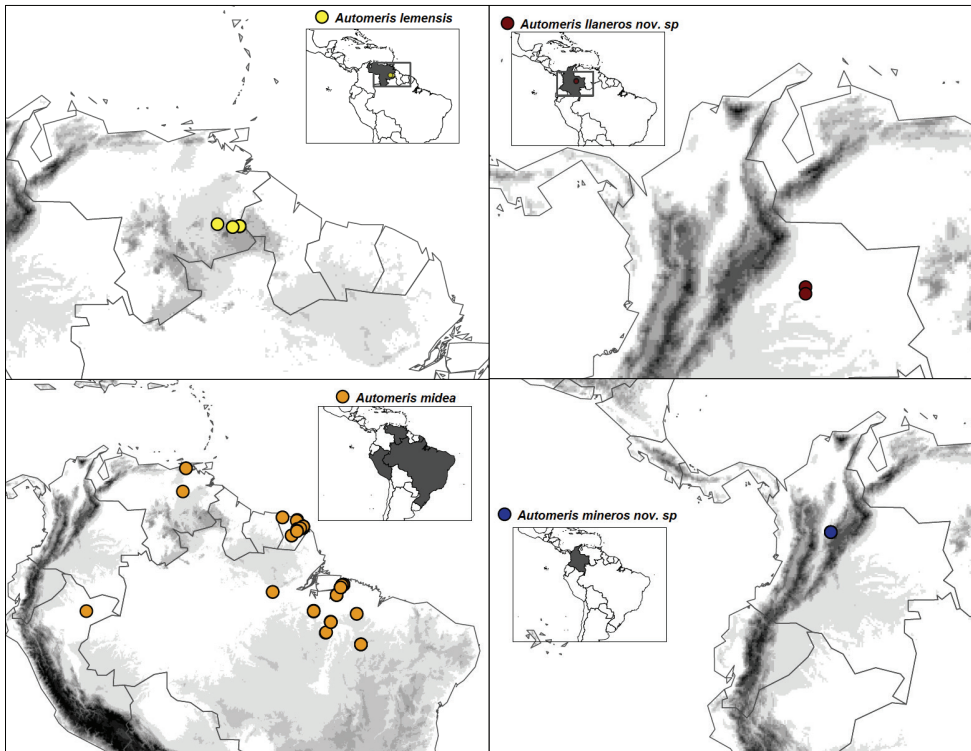 Automeris lemensis
Automeris llaneros nov. sp
Automeris midea
Automeris mineros nov. sp